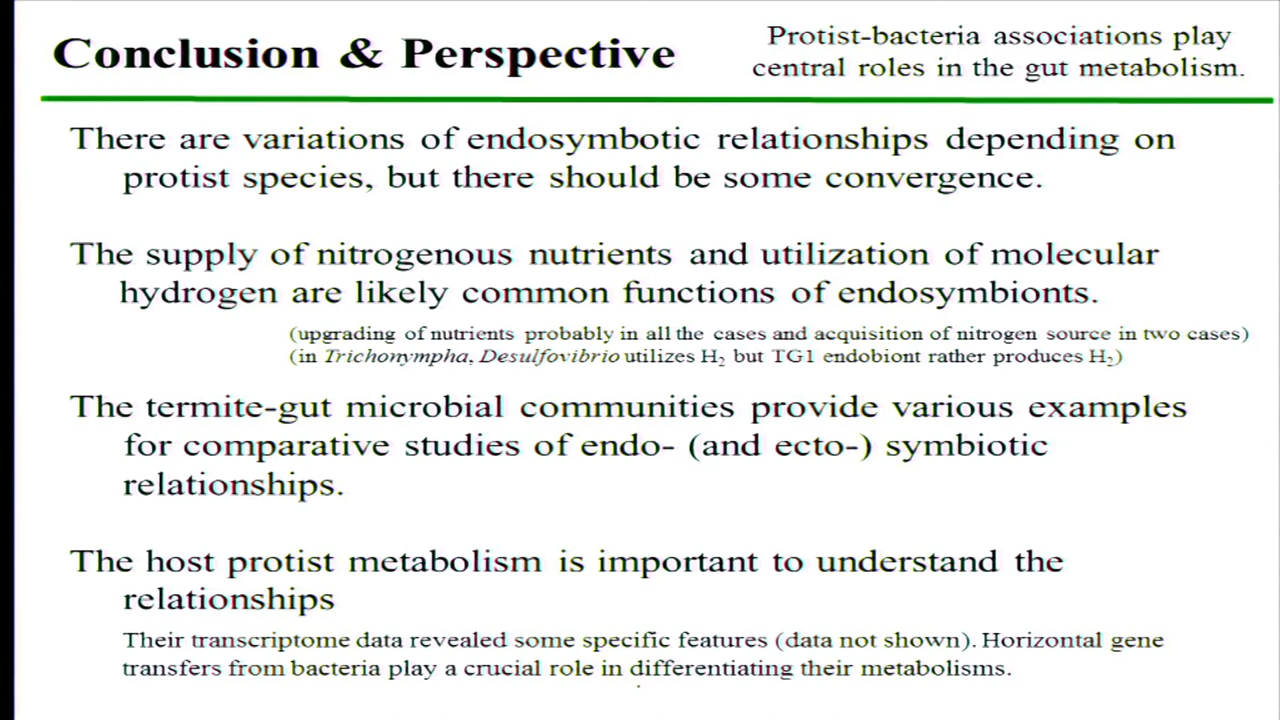 Conclusion & Perspective
Protist-bacteria associations play
central roles in the gut metabolism.
There are variations of endosymbotic relationships depending on
protist species, but there should be some convergence.
The supply of nitrogenous nutrients and utilization of molecular
hydrogen are likely common functions of endosymbionts.
(upgrading of nutrients probably in all the cases and acquisition of nitrogen source in two cases)
(in Trichonympha, Desulfovibrio utilizes H₂ but TG1 endobiont rather produces H₂)
The termite-gut microbial communities provide various examples
for comparative studies of endo- (and ecto-) symbiotic
relationships.
The host protist metabolism is important to understand the
relationships
Their transcriptome data revealed some specific features (data not shown). Horizontal gene
transfers from bacteria play a crucial role in differentiating their metabolisms.